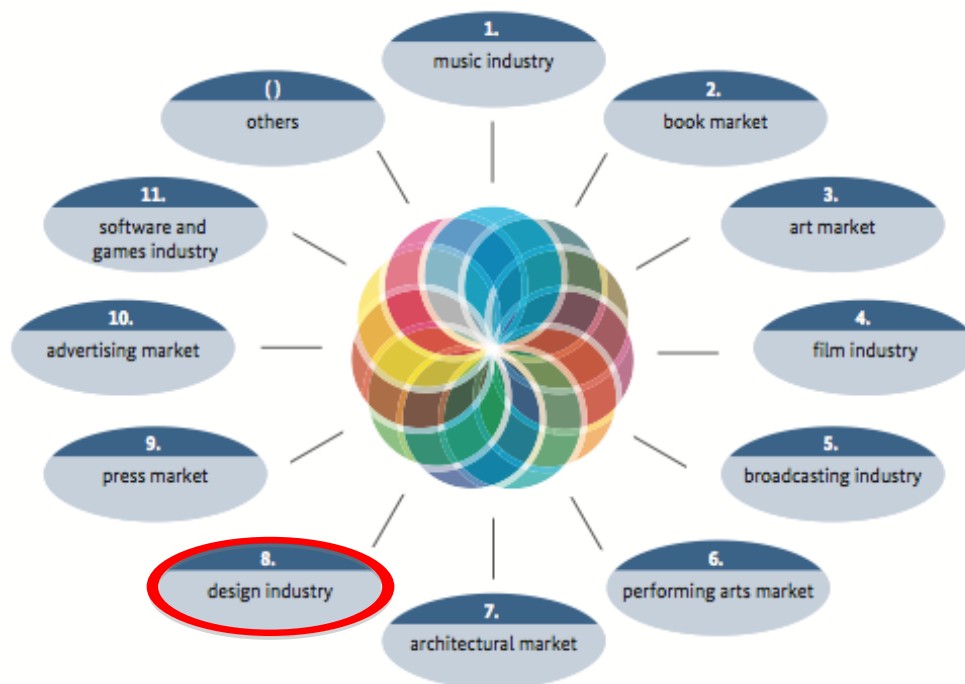 1.
music industry
2.
book market
3.
art market
4.
film industry
5.
broadcasting industry
6.
performing arts market
7.
architectural market
8.
design industry
9.
press market
10.
advertising market
11.
software and
games industry
( )
others